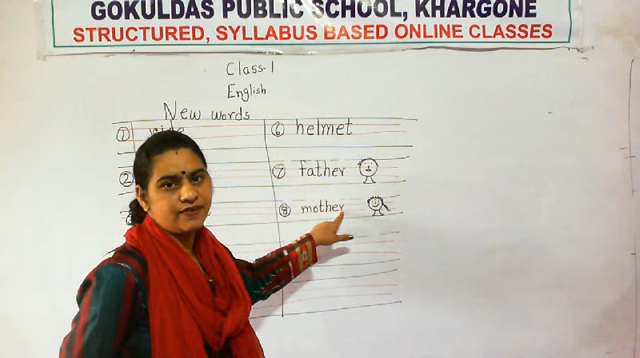 GOKULDAS PUBLIC SCHOOL, KHARGONE
STRUCTURED, SYLLABUS BASED ONLINE CLASSES
Class-1
English
New words
①
②
⑥ helmet
⑦ father
⑧ mother